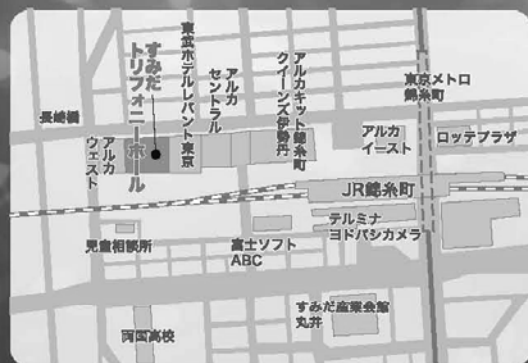 すみだ
トリフォニーホール
東武ホテルレバント東京
アルカ
セントラル
アルカキット錦糸町
クイーンズ伊勢丹
東京メトロ
錦糸町
長崎橋
アルカ
ウェスト
アルカ
イースト
ロッテプラザ
JR錦糸町
テルミナ
ヨドバシカメラ
児童相談所
富士ソフト
ABC
すみだ産業会館
丸井
両国高校